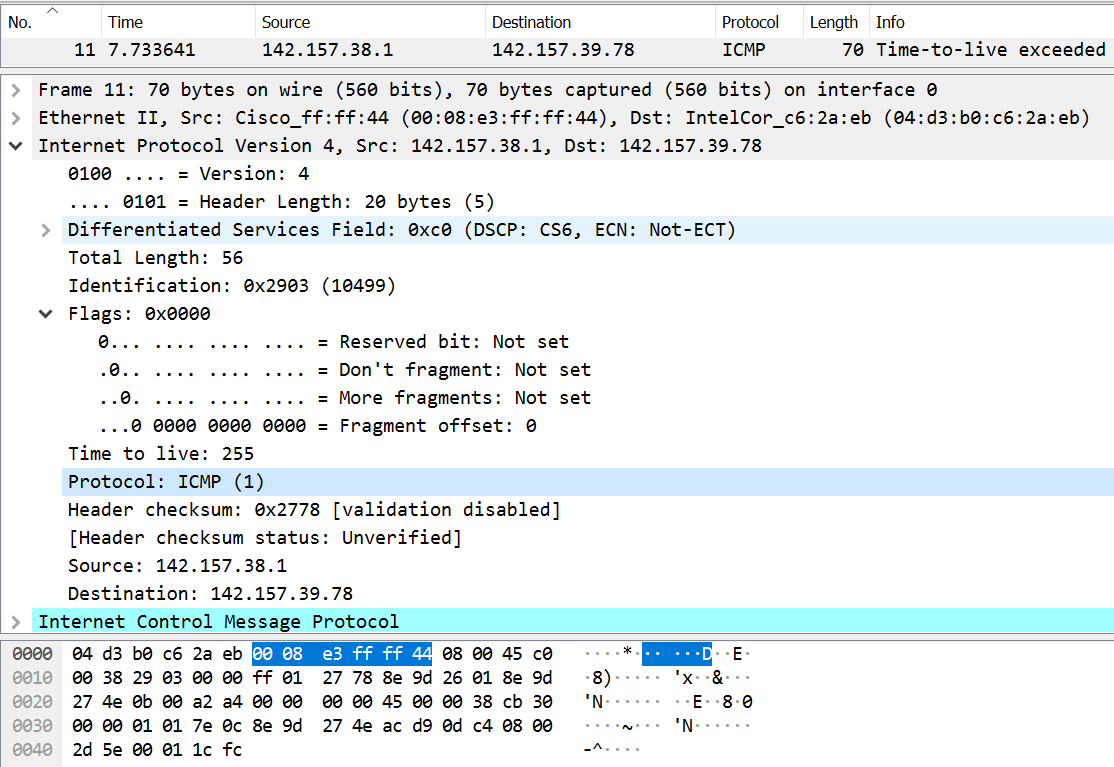 No. Time Source Destination Protocol Length Info
11 7.733641 142.157.38.1 142.157.39.78 ICMP 70 Time-to-live exceeded
Frame 11: 70 bytes on wire (560 bits), 70 bytes captured (560 bits) on interface 0
Ethernet II, Src: Cisco_ff:ff:44 (00:08:e3:ff:ff:44), Dst: IntelCor_c6:2a:eb (04:d3:b0:c6:2a:eb)
Internet Protocol Version 4, Src: 142.157.38.1, Dst: 142.157.39.78
0100 .... = Version: 4
.... 0101 = Header Length: 20 bytes (5)
Differentiated Services Field: 0xc0 (DSCP: CS6, ECN: Not-ECT)
Total Length: 56
Identification: 0x2903 (10499)
Flags: 0x0000
0... .... .... .... = Reserved bit: Not set
.0.. .... .... .... = Don't fragment: Not set
..0. .... .... .... = More fragments: Not set
...0 0000 0000 0000 = Fragment offset: 0
Time to live: 255
Protocol: ICMP (1)
Header checksum: 0x2778 [validation disabled]
[Header checksum status: Unverified]
Source: 142.157.38.1
Destination: 142.157.39.78
Internet Control Message Protocol
0000 04 d3 b0 c6 2a eb 00 08 e3 ff ff 44 08 00 45 c0 ····*·······D··E·
0010 00 38 29 03 00 00 ff 01 27 78 8e 9d 26 01 8e 9d ·8)····· 'x··&···
0020 27 4e 0b 00 a2 a4 00 00 00 00 45 00 00 38 cb 30 'N······ ··E··8·0
0030 00 00 01 01 7e 0c 8e 9d 27 4e ac d9 0d c4 08 00 ····~··· 'N······
0040 2d 5e 00 01 1c fc -^····